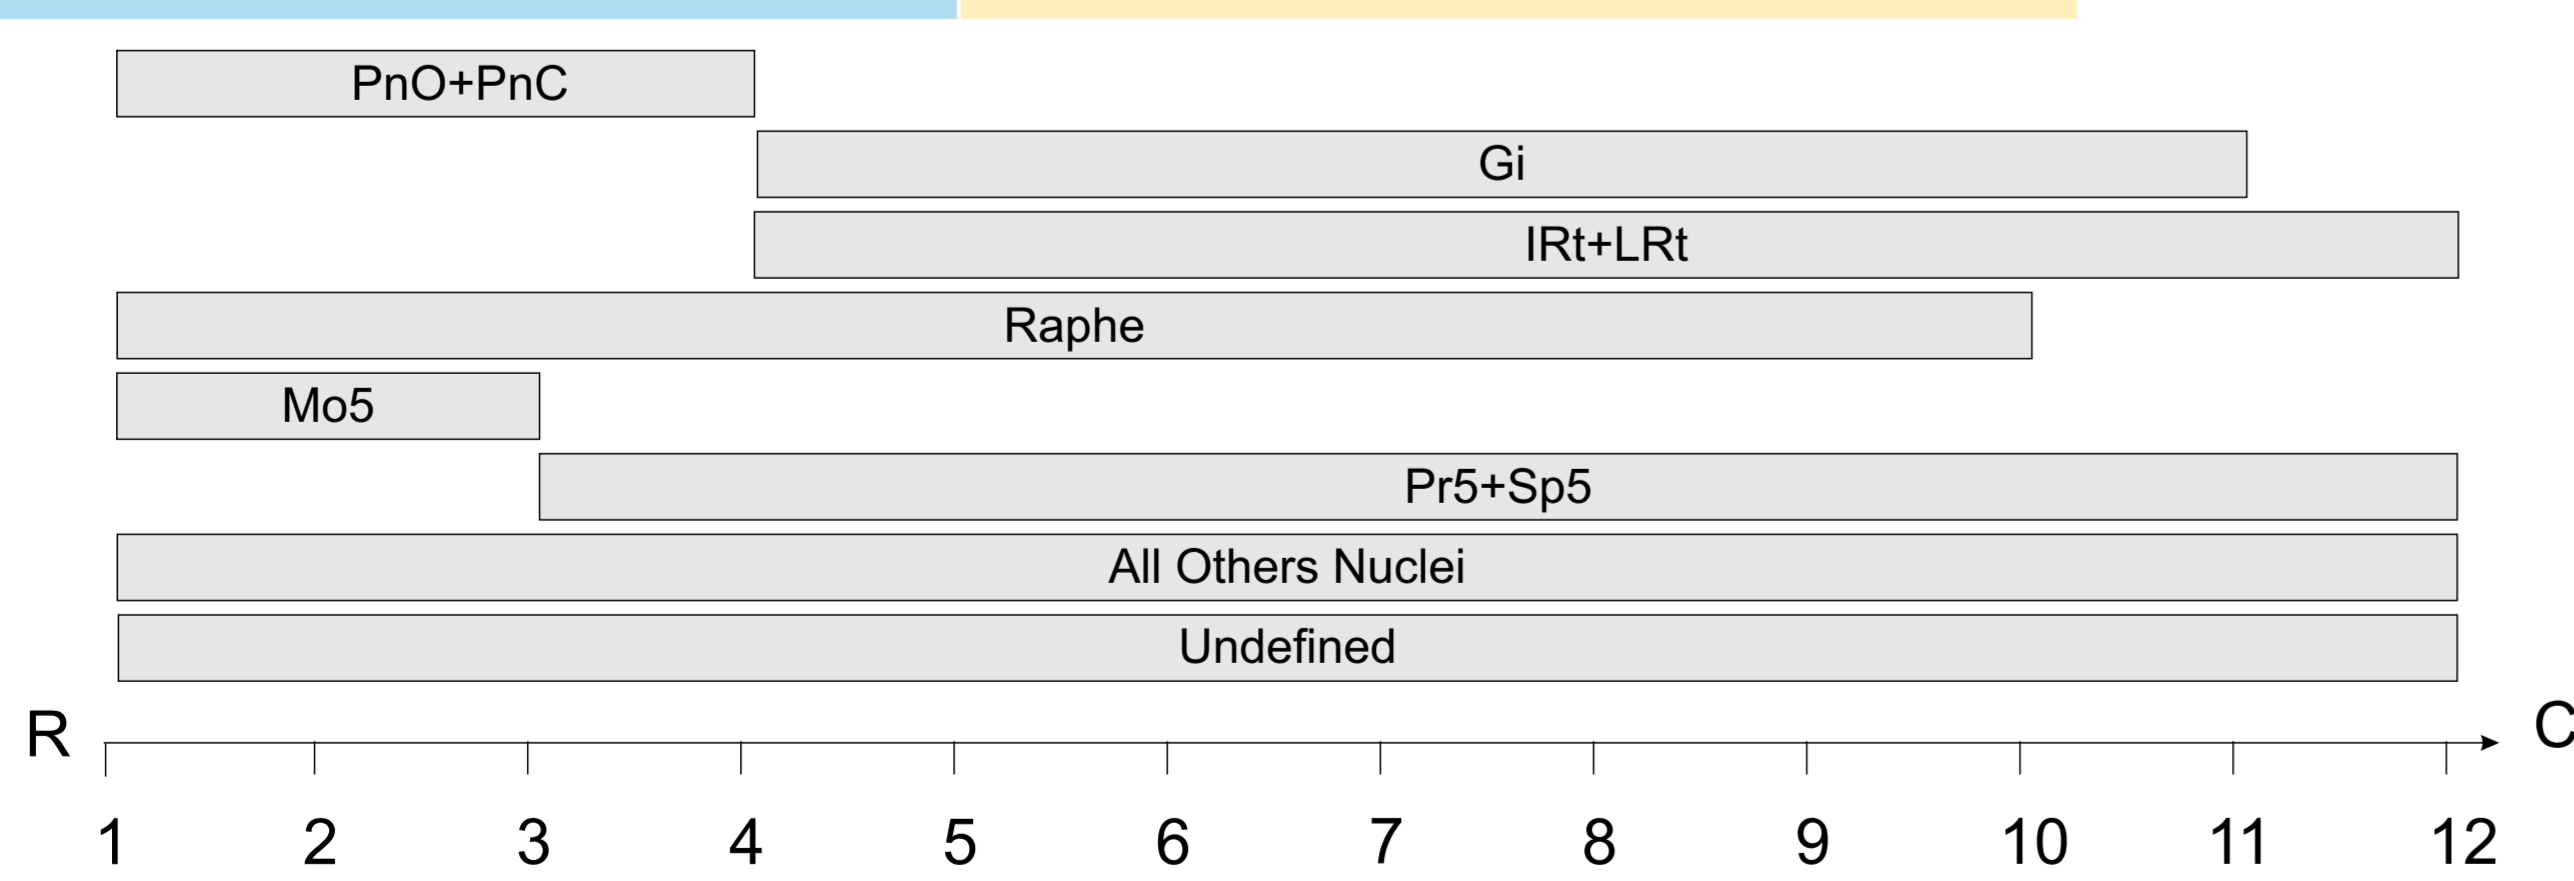 PnO+PnC
Gi
IRt+LRt
Raphe
Mo5
Pr5+Sp5
All Others Nuclei
Undefined
R C
1 2 3 4 5 6 7 8 9 10 11 12